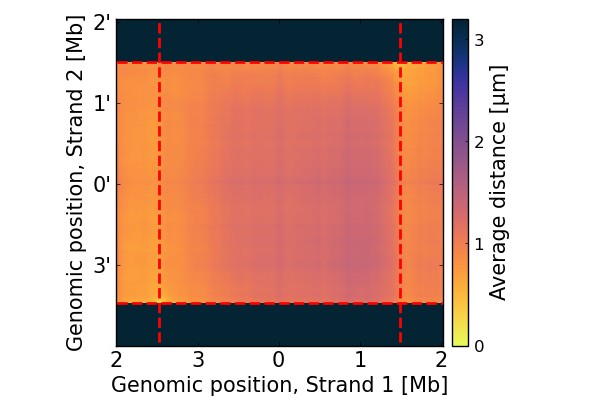 2'
1'
0'
3'
Genomic position, Strand 2 [Mb]
2 3 0 1 2
Genomic position, Strand 1 [Mb]
3
2
1
0
Average distance [μm]